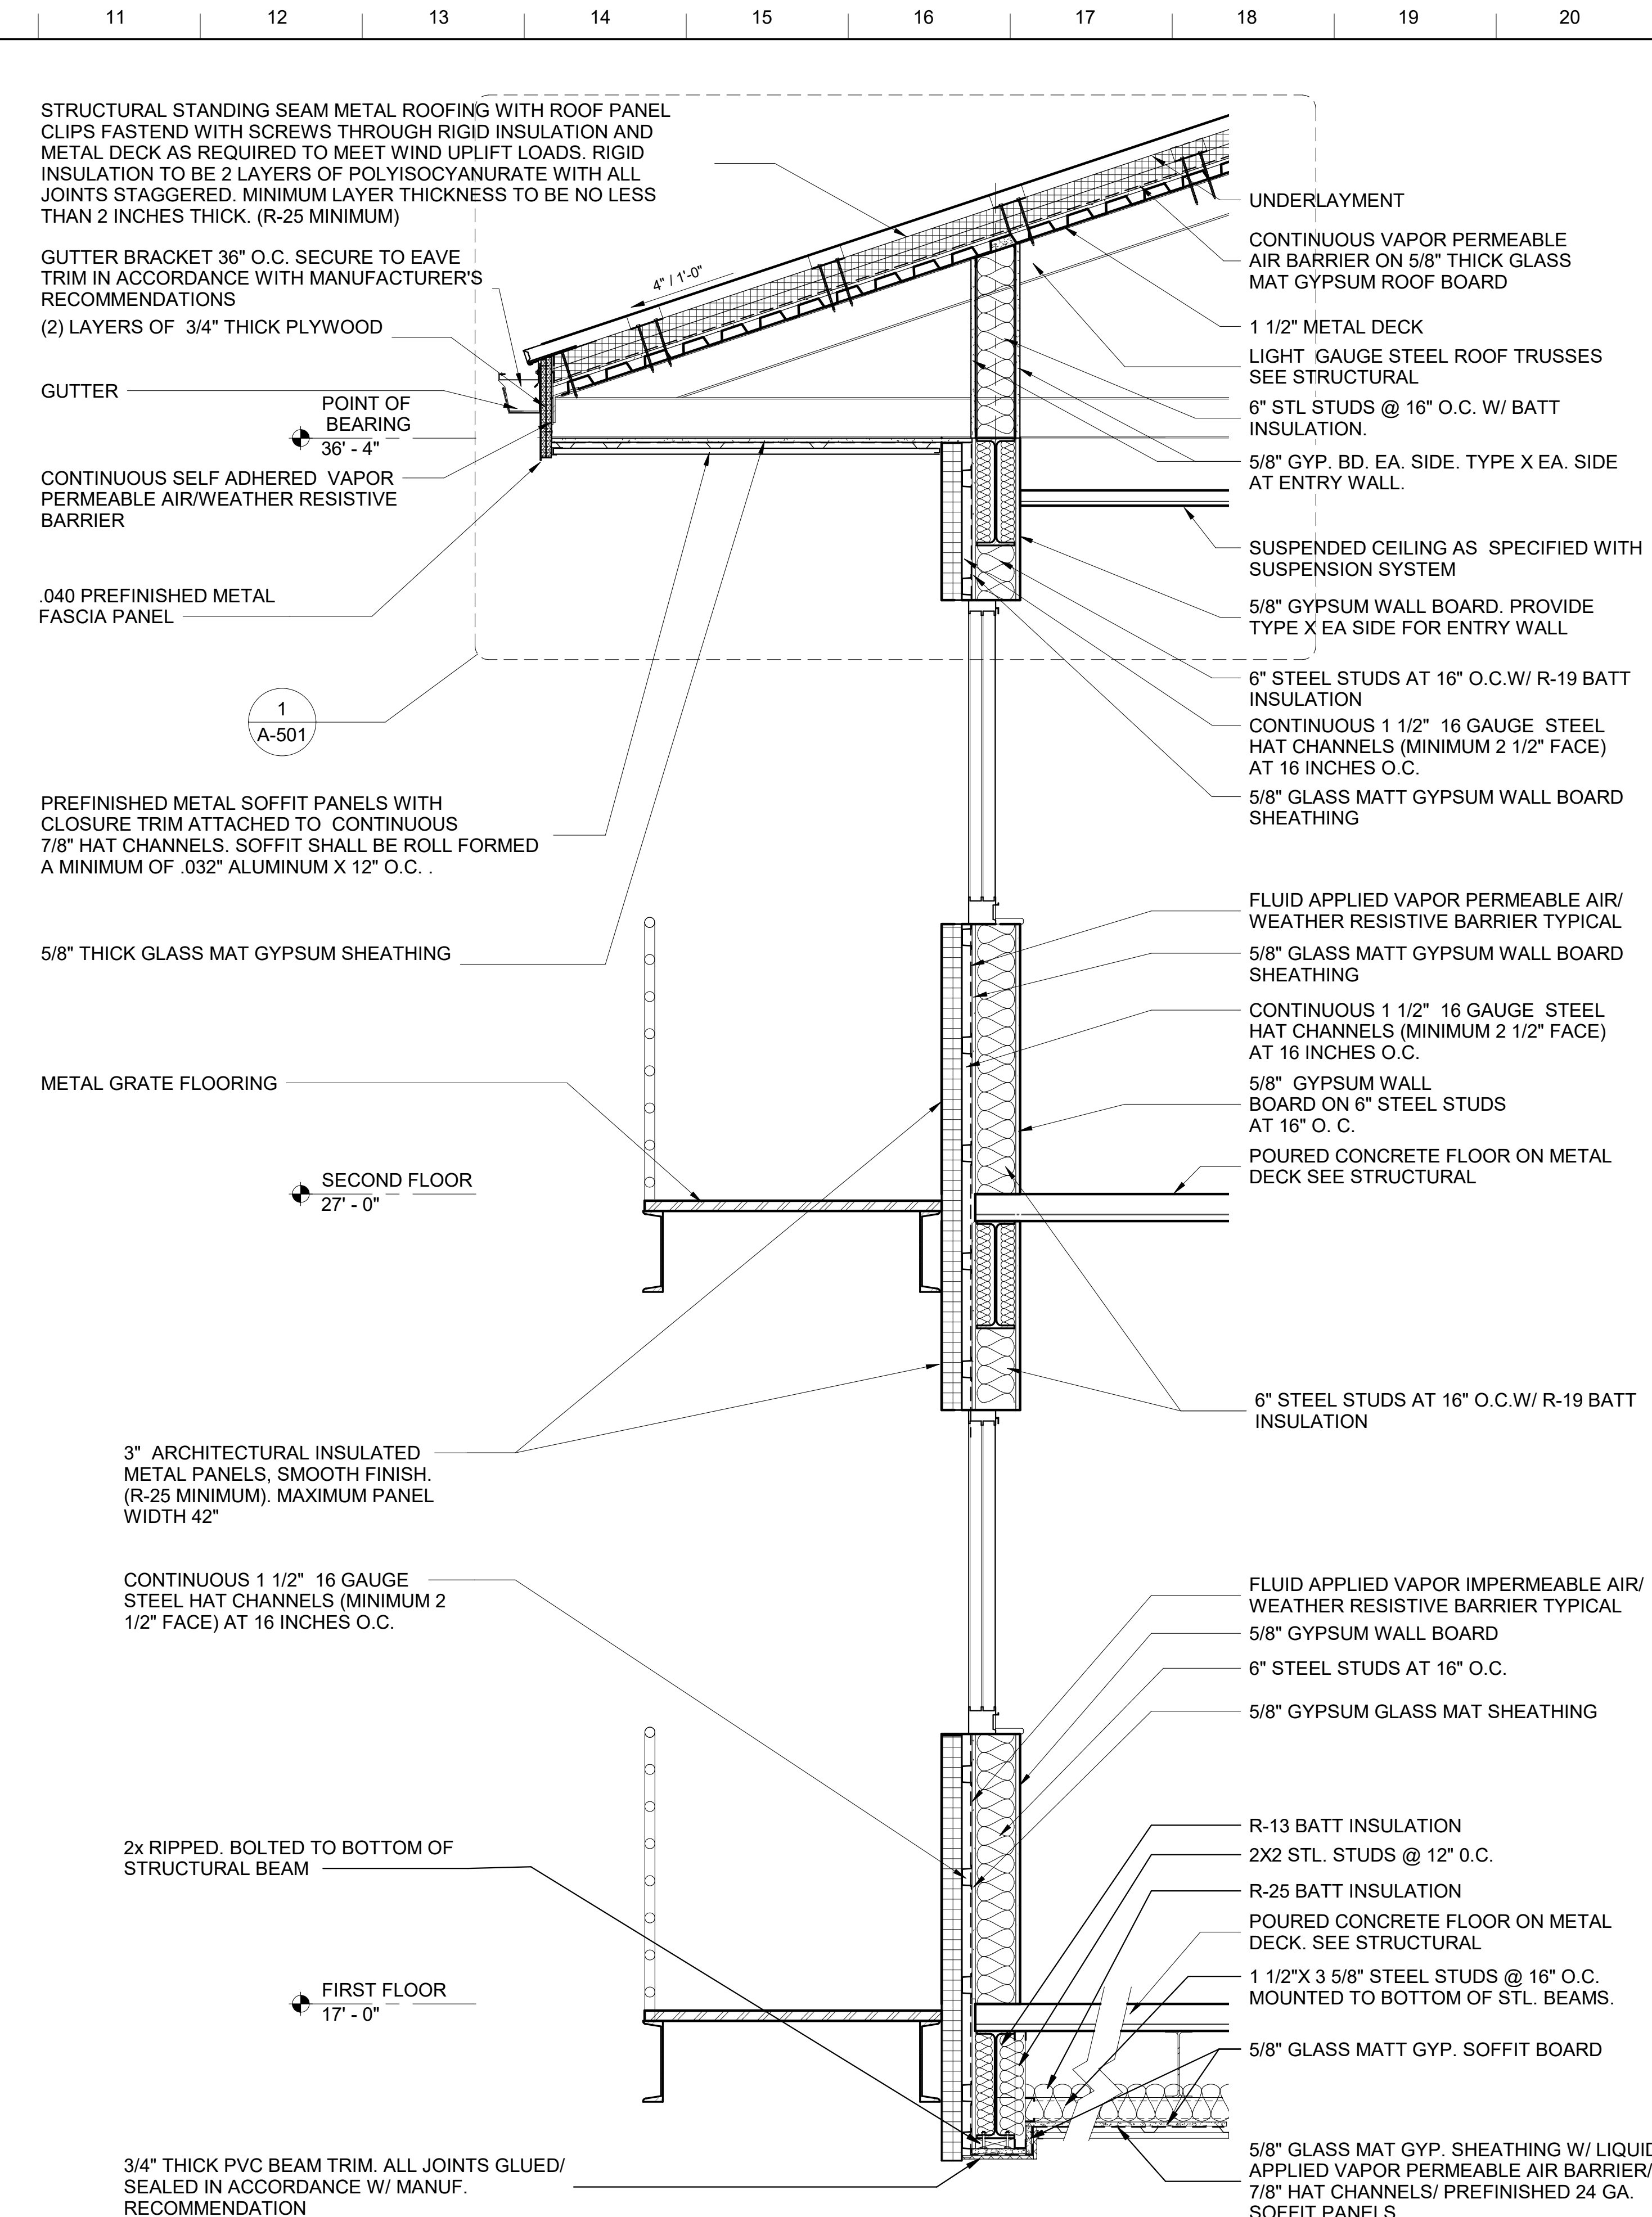 11 12 13 14 15 16 17 18 19 20
STRUCTURAL STANDING SEAM METAL ROOFING WITH ROOF PANEL
CLIPS FASTEND WITH SCREWS THROUGH RIGID INSULATION AND
METAL DECK AS REQUIRED TO MEET WIND UPLIFT LOADS. RIGID
INSULATION TO BE 2 LAYERS OF POLYISOCYANURATE WITH ALL
JOINTS STAGGERED. MINIMUM LAYER THICKNESS TO BE NO LESS
THAN 2 INCHES THICK. (R-25 MINIMUM)
GUTTER BRACKET 36" O.C. SECURE TO EAVE
TRIM IN ACCORDANCE WITH MANUFACTURER'S
RECOMMENDATIONS
(2) LAYERS OF 3/4" THICK PLYWOOD
GUTTER
POINT OF
BEARING
36' - 4"
CONTINUOUS SELF ADHERED VAPOR
PERMEABLE AIR/WEATHER RESISTIVE
BARRIER
.040 PREFINISHED METAL
FASCIA PANEL
1
A-501
4" / 1'-0"
PREFINISHED METAL SOFFIT PANELS WITH
CLOSURE TRIM ATTACHED TO CONTINUOUS
7/8" HAT CHANNELS. SOFFIT SHALL BE ROLL FORMED
A MINIMUM OF .032" ALUMINUM X 12" O.C. .
5/8" THICK GLASS MAT GYPSUM SHEATHING
METAL GRATE FLOORING
SECOND FLOOR
27' - 0"
3" ARCHITECTURAL INSULATED
METAL PANELS, SMOOTH FINISH.
(R-25 MINIMUM). MAXIMUM PANEL
WIDTH 42"
CONTINUOUS 1 1/2" 16 GAUGE
STEEL HAT CHANNELS (MINIMUM 2
1/2" FACE) AT 16 INCHES O.C.
2x RIPPED. BOLTED TO BOTTOM OF
STRUCTURAL BEAM
FIRST FLOOR
17' - 0"
3/4" THICK PVC BEAM TRIM. ALL JOINTS GLUED/
SEALED IN ACCORDANCE W/ MANUF.
RECOMMENDATION
UNDERLAYMENT
CONTINUOUS VAPOR PERMEABLE
AIR BARRIER ON 5/8" THICK GLASS
MAT GYPSUM ROOF BOARD
1 1/2" METAL DECK
LIGHT GAUGE STEEL ROOF TRUSSES
SEE STRUCTURAL
6" STL STUDS @ 16" O.C. W/ BATT
INSULATION.
5/8" GYP. BD. EA. SIDE. TYPE X EA. SIDE
AT ENTRY WALL.
SUSPENDED CEILING AS SPECIFIED WITH
SUSPENSION SYSTEM
5/8" GYPSUM WALL BOARD. PROVIDE
TYPE X EA SIDE FOR ENTRY WALL
6" STEEL STUDS AT 16" O.C.W/ R-19 BATT
INSULATION
CONTINUOUS 1 1/2" 16 GAUGE STEEL
HAT CHANNELS (MINIMUM 2 1/2" FACE)
AT 16 INCHES O.C.
5/8" GLASS MATT GYPSUM WALL BOARD
SHEATHING
FLUID APPLIED VAPOR PERMEABLE AIR/
WEATHER RESISTIVE BARRIER TYPICAL
5/8" GLASS MATT GYPSUM WALL BOARD
SHEATHING
CONTINUOUS 1 1/2" 16 GAUGE STEEL
HAT CHANNELS (MINIMUM 2 1/2" FACE)
AT 16 INCHES O.C.
5/8" GYPSUM WALL
BOARD ON 6" STEEL STUDS
AT 16" O. C.
POURED CONCRETE FLOOR ON METAL
DECK SEE STRUCTURAL
6" STEEL STUDS AT 16" O.C.W/ R-19 BATT
INSULATION
FLUID APPLIED VAPOR IMPERMEABLE AIR/
WEATHER RESISTIVE BARRIER TYPICAL
5/8" GYPSUM WALL BOARD
6" STEEL STUDS AT 16" O.C.
5/8" GYPSUM GLASS MAT SHEATHING
R-13 BATT INSULATION
2X2 STL. STUDS @ 12" 0.C.
R-25 BATT INSULATION
POURED CONCRETE FLOOR ON METAL
DECK. SEE STRUCTURAL
1 1/2"X 3 5/8" STEEL STUDS @ 16" O.C.
MOUNTED TO BOTTOM OF STL. BEAMS.
5/8" GLASS MATT GYP. SOFFIT BOARD
5/8" GLASS MAT GYP. SHEATHING W/ LIQUID
APPLIED VAPOR PERMEABLE AIR BARRIER/
7/8" HAT CHANNELS/ PREFINISHED 24 GA.
SOFFIT PANELS